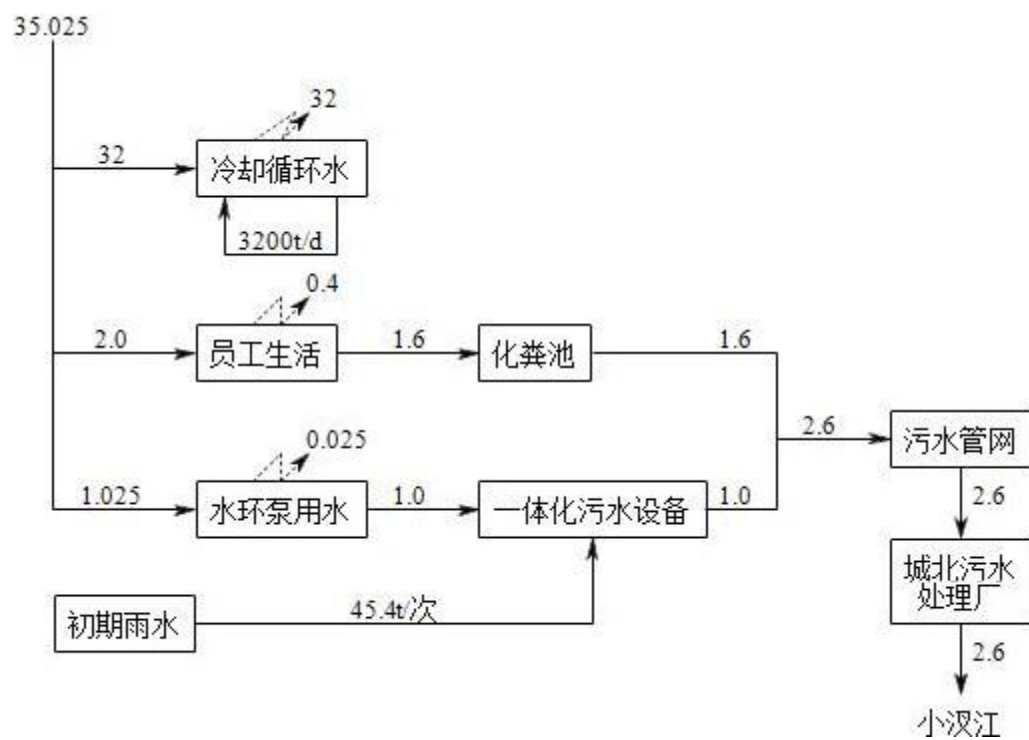 35.025
32
32
冷却循环水
3200t/d
0.4
2.0
员工生活
1.6
化粪池
1.6
2.6
污水管网
0.025
1.025
水环泵用水
1.0
一体化污水设备
1.0
2.6
城北污水
处理厂
45.4t/次
初期雨水
2.6
小汊江